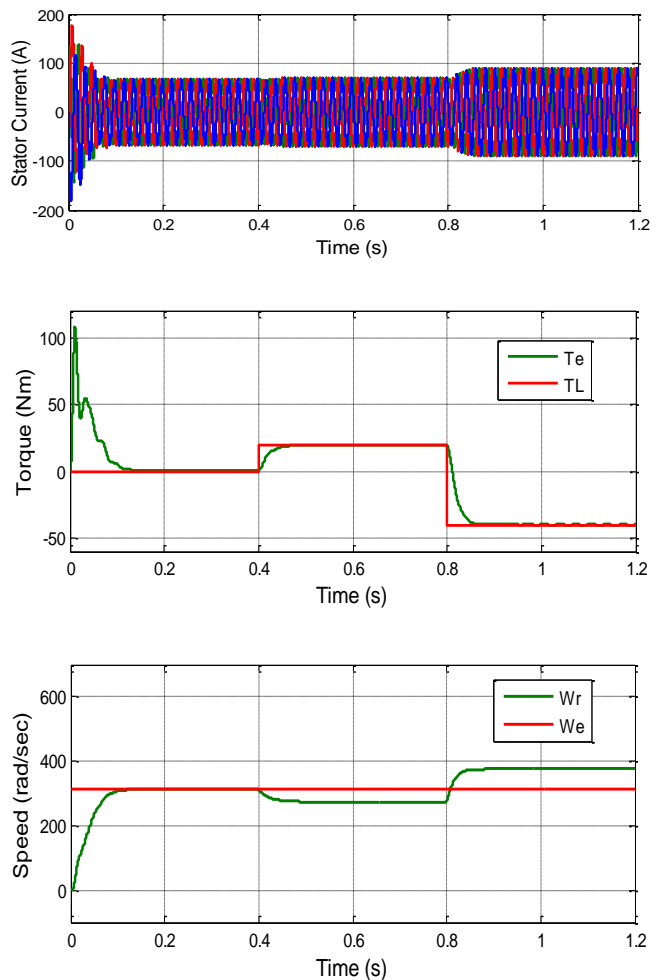 200
100
0
-100
-200
Stator Current (A)
0 0.2 0.4 0.6 0.8 1 1.2
Time (s)
100
50
0
-50
Torque (Nm)
Te
TL
0 0.2 0.4 0.6 0.8 1 1.2
Time (s)
600
400
200
0
Speed (rad/sec)
Wr
We
0 0.2 0.4 0.6 0.8 1 1.2
Time (s)